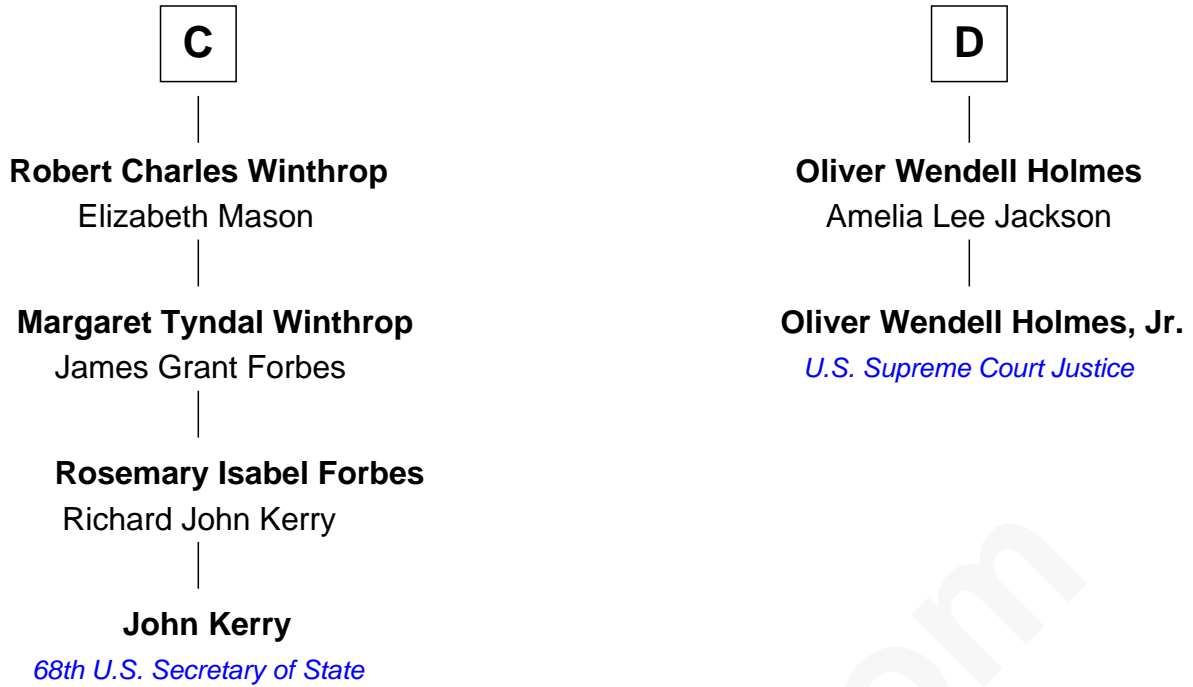 C
Robert Charles Winthrop
Elizabeth Mason
Margaret Tyndal Winthrop
James Grant Forbes
Rosemary Isabel Forbes
Richard John Kerry
John Kerry
68th U.S. Secretary of State
D
Oliver Wendell Holmes
Amelia Lee Jackson
Oliver Wendell Holmes, Jr.
U.S. Supreme Court Justice
om